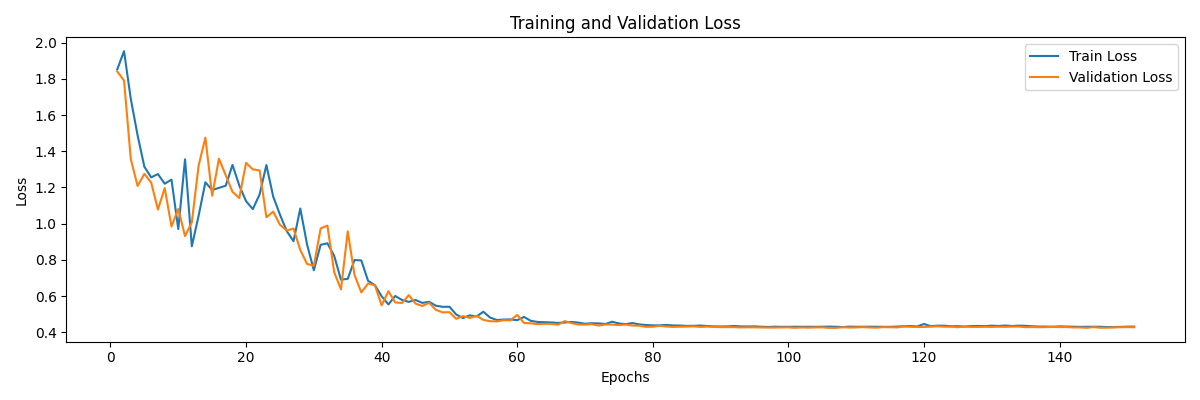 Training and Validation Loss
Train Loss
Validation Loss
2.0
1.8
1.6
1.4
1.2
1.0
0.8
0.6
0.4
Loss
0 20 40 60 80 100 120 140
Epochs